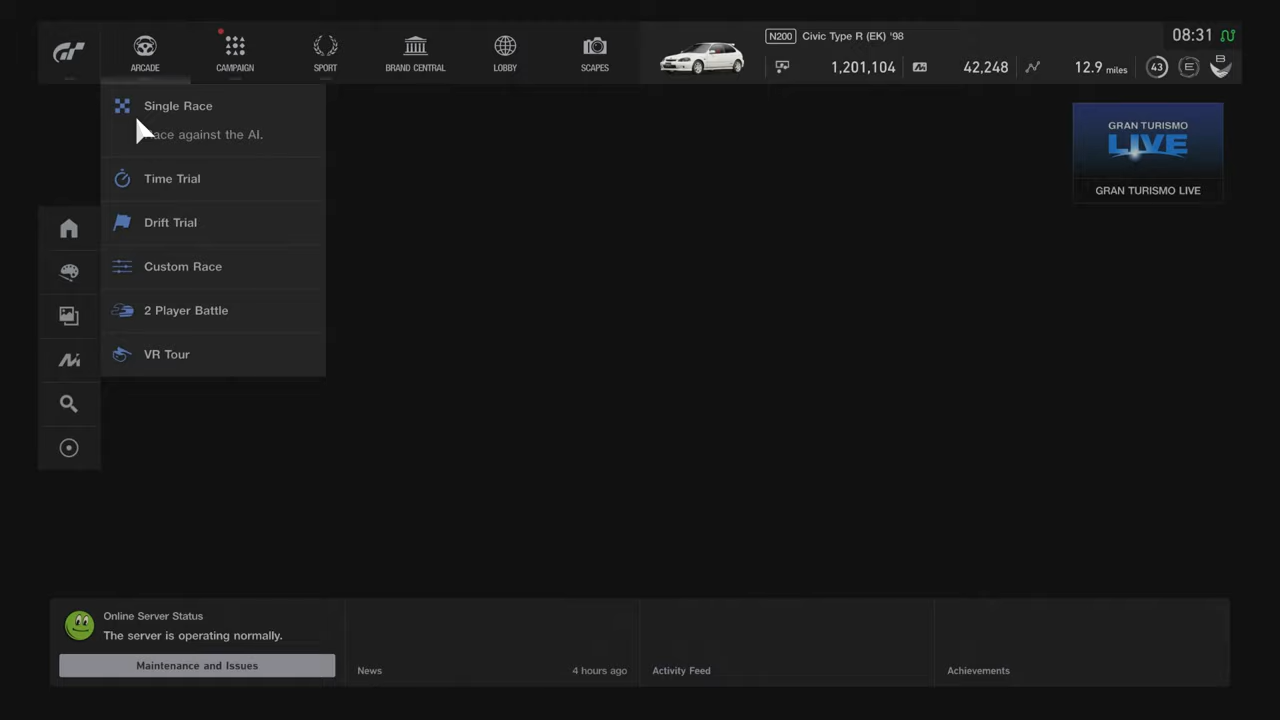 ARCADE
CAMPAIGN
SPORT
BRAND CENTRAL
LOBBY
SCAPES
N200 Civic Type R (EK) '98
08:31
1,201,104
42,248
12.9 miles
43
E
B
Single Race
ace against the AI.
Time Trial
Drift Trial
Custom Race
2 Player Battle
VR Tour
GRAN TURISMO
LIVE
GRAN TURISMO LIVE
Online Server Status
The server is operating normally.
Maintenance and Issues
News
4 hours ago
Activity Feed
Achievements